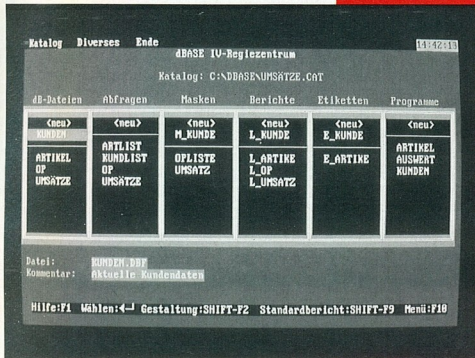 Katalog Diverses Ende 14:42:13
dBASE IV-Regiezentrum
Katalog: C:\DBASE\UMSÄTZE.CAT
dB-Dateien Abfragen Masken Berichte Etiketten Programme
<neu> <neu> <neu> <neu> <neu> <neu>
KUNDEN M_KUNDE L_KUNDE E_KUNDE
ARTLIST ARTIKEL
ARTIKEL KUNDLIST OPLISTE L_ARTIKE E_ARTIKE AUSWERT
OP OP UMSATZ L_OP KUNDEN
UMSÄTZE UMSÄTZE L_UMSATZ
Datei: KUNDEN.DBF
Kommentar: Aktuelle Kundendaten
Hilfe:F1 Wählen:◄┘ Gestaltung:SHIFT-F2 Standardbericht:SHIFT-F9 Menü:F10